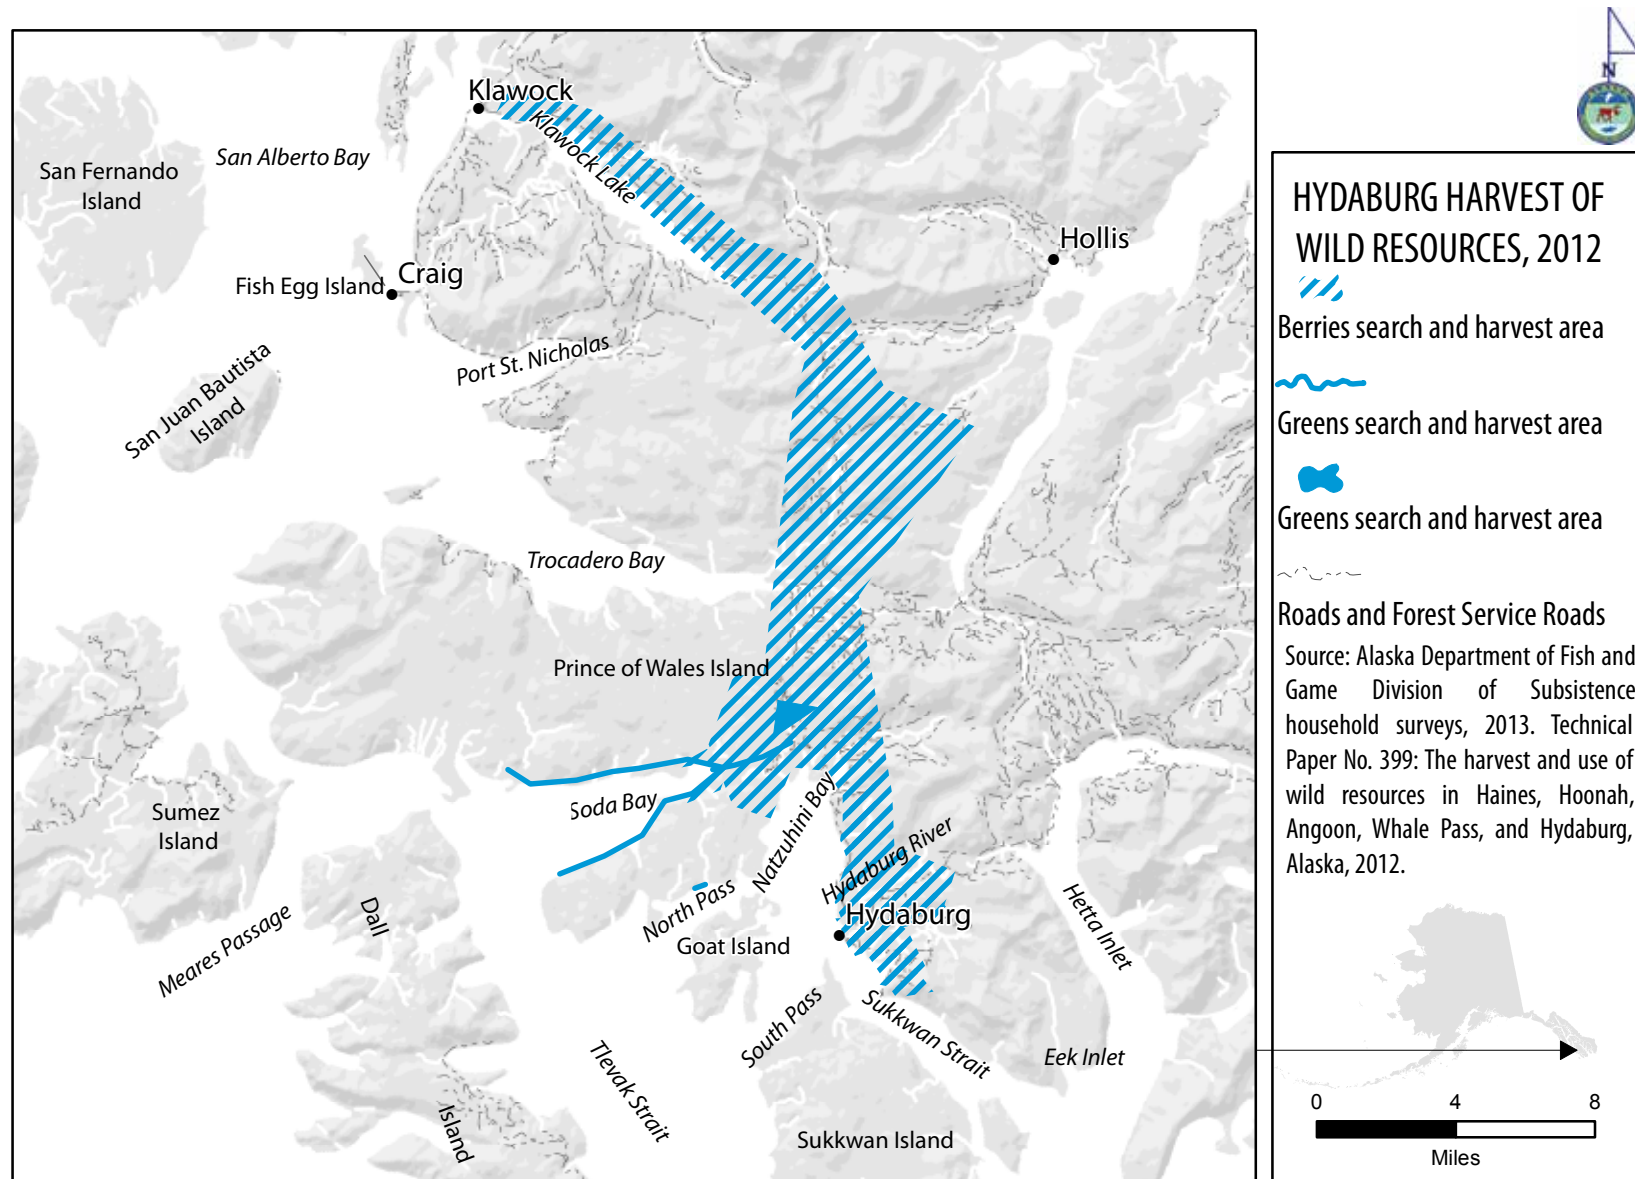 Klawock
Klawock Lake
San Alberto Bay
San Fernando
Island
Hollis
Craig
Fish Egg Island
Port St. Nicholas
San Juan Bautista
Island
Trocadero Bay
Prince of Wales Island
Soda Bay
Sumez
Island
Natzuhini Bay
Hydaburg River
North Pass
Hydaburg
Goat Island
Dall
Island
Meares Passage
Hetta Inlet
South Pass
Sukkwan Strait
Eek Inlet
Tlevak Strait
Sukkwan Island
N
ALASKA
HYDABURG HARVEST OF
WILD RESOURCES, 2012
Berries search and harvest area
Greens search and harvest area
Greens search and harvest area
Roads and Forest Service Roads
Source: Alaska Department of Fish and
Game Division of Subsistence
household surveys, 2013. Technical
Paper No. 399: The harvest and use of
wild resources in Haines, Hoonah,
Angoon, Whale Pass, and Hydaburg,
Alaska, 2012.
0 4 8
Miles